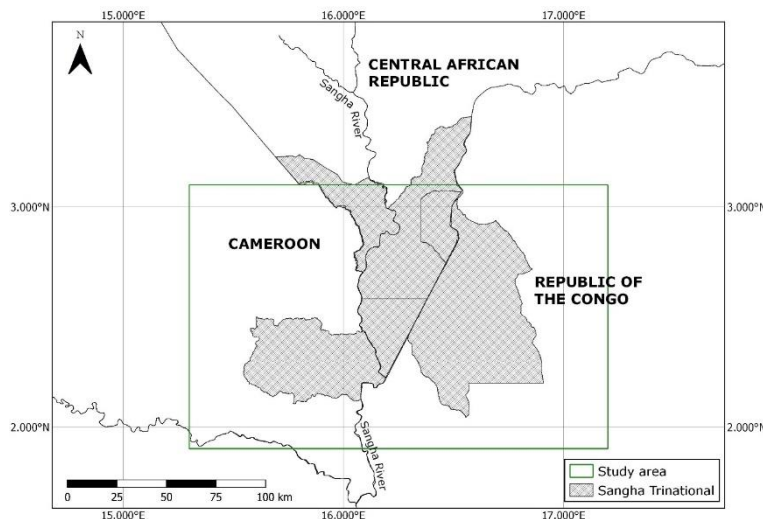 15.000°E 16.000°E 17.000°E
N
CENTRAL AFRICAN
REPUBLIC
Sangha River
3.000°N 3.000°N
CAMEROON
REPUBLIC OF
THE CONGO
2.000°N 2.000°N
Sangha River
Study area
Sangha Trinational
0 25 50 75 100 km
15.000°E 16.000°E 17.000°E